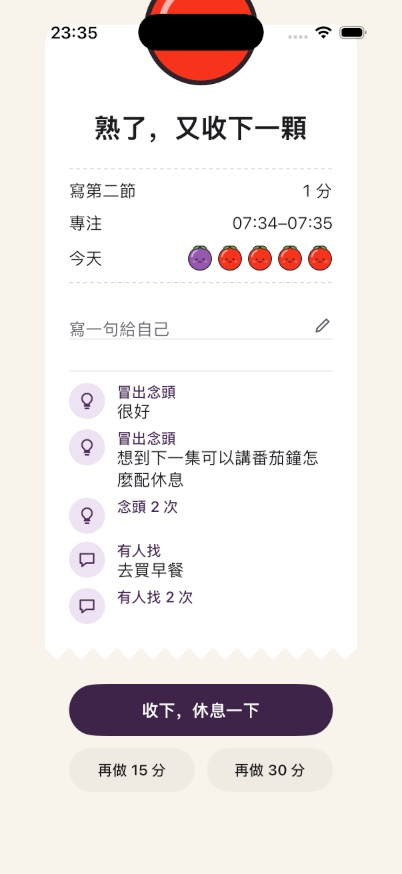 23:35
熟了，又收下一顆
寫第二節 1 分
專注 07:34–07:35
今天
寫一句給自己
冒出念頭
很好
冒出念頭
想到下一集可以講番茄鐘怎
麼配休息
念頭 2 次
有人找
去買早餐
有人找 2 次
收下，休息一下
再做 15 分 再做 30 分